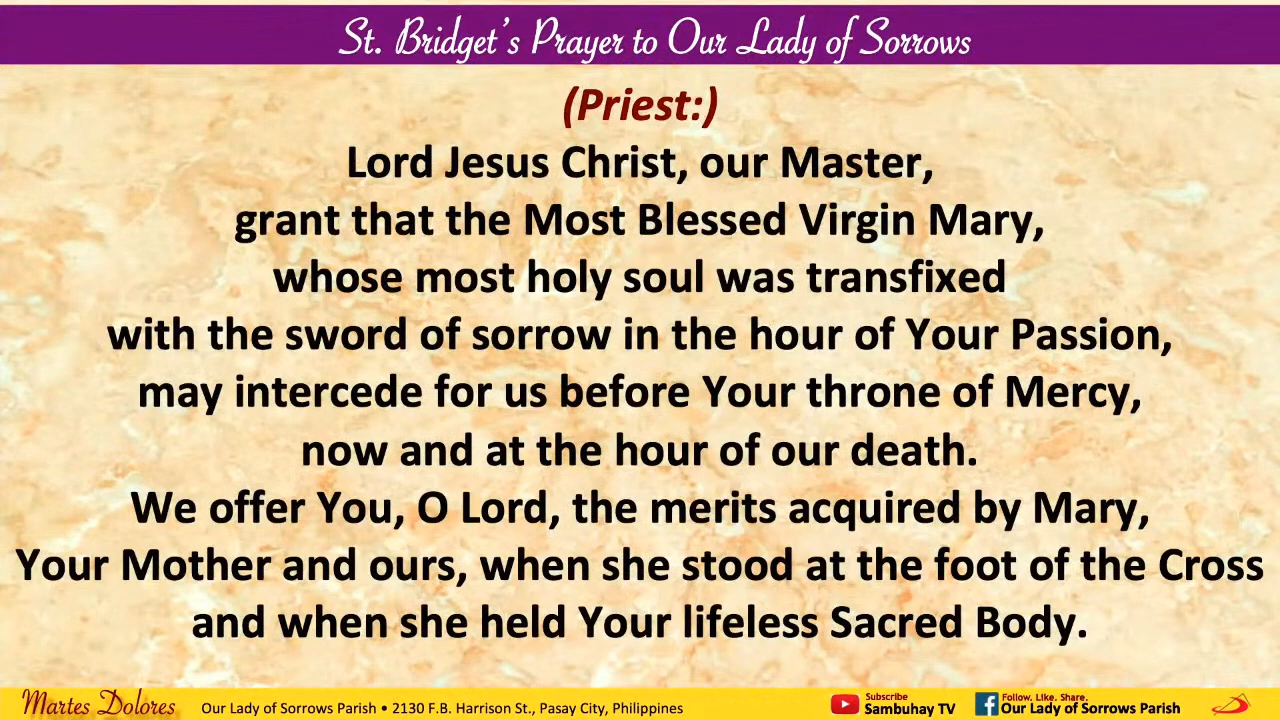 St. Bridget's Prayer to Our Lady of Sorrows
(Priest:)
Lord Jesus Christ, our Master,
grant that the Most Blessed Virgin Mary,
whose most holy soul was transfixed
with the sword of sorrow in the hour of Your Passion,
may intercede for us before Your throne of Mercy,
now and at the hour of our death.
We offer You, O Lord, the merits acquired by Mary,
Your Mother and ours, when she stood at the foot of the Cross
and when she held Your lifeless Sacred Body.
Martes Dolores
Our Lady of Sorrows Parish • 2130 F.B. Harrison St., Pasay City, Philippines
Subscribe
Sambuhay TV
Follow. Like. Share.
Our Lady of Sorrows Parish